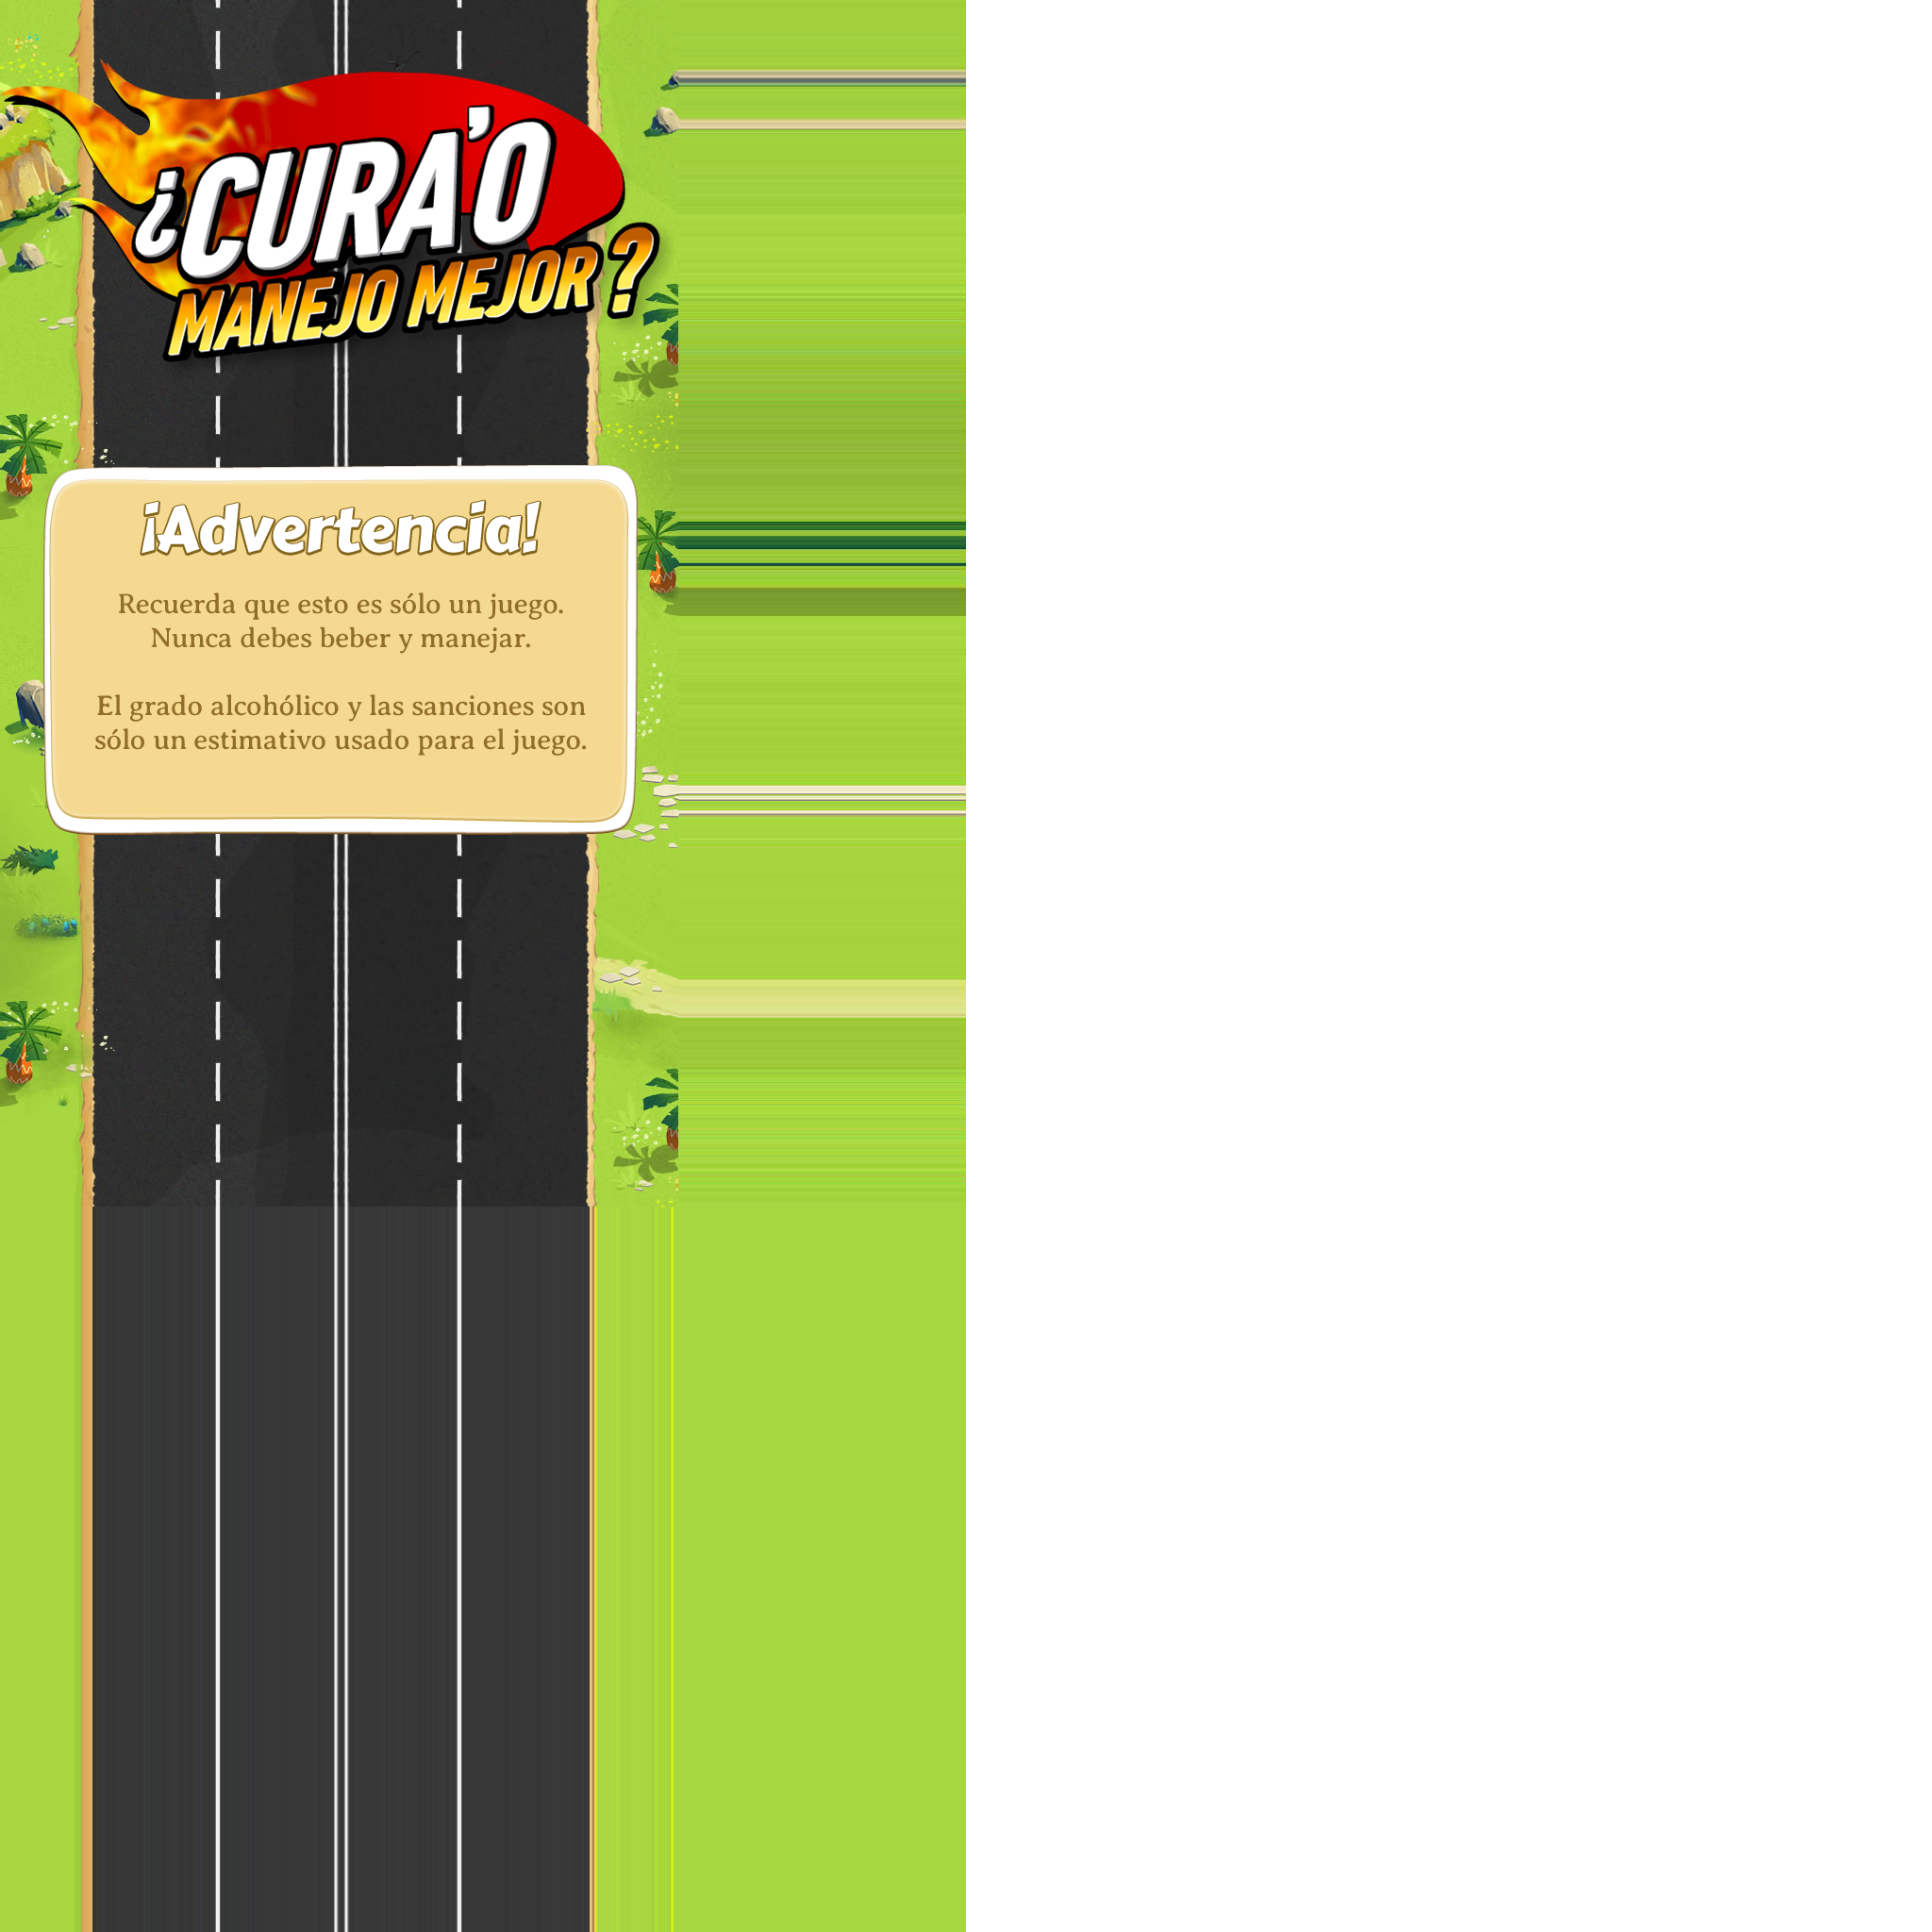 ¿CURA'O
MANEJO MEJOR?
¡Advertencia!
Recuerda que esto es sólo un juego.
Nunca debes beber y manejar.
El grado alcohólico y las sanciones son
sólo un estimativo usado para el juego.